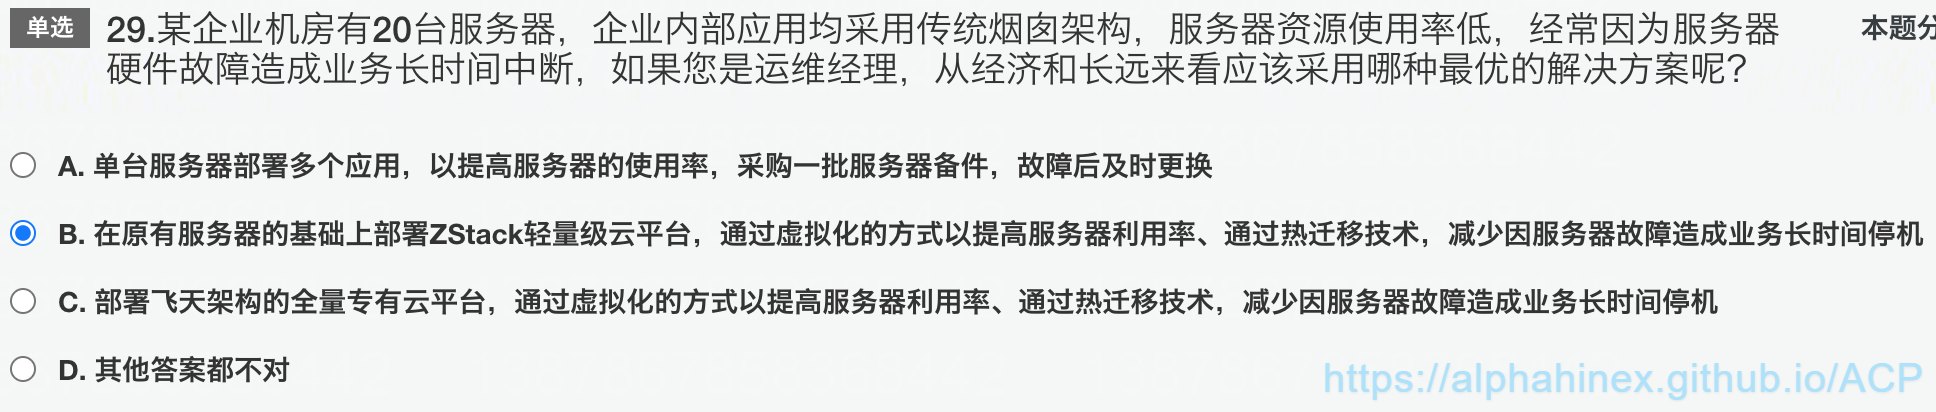 单选 29.某企业机房有20台服务器，企业内部应用均采用传统烟囱架构，服务器资源使用率低，经常因为服务器 本题分
硬件故障造成业务长时间中断，如果您是运维经理，从经济和长远来看应该采用哪种最优的解决方案呢？
A. 单台服务器部署多个应用，以提高服务器的使用率，采购一批服务器备件，故障后及时更换
B. 在原有服务器的基础上部署ZStack轻量级云平台，通过虚拟化的方式以提高服务器利用率、通过热迁移技术，减少因服务器故障造成业务长时间停机
C. 部署飞天架构的全量专有云平台，通过虚拟化的方式以提高服务器利用率、通过热迁移技术，减少因服务器故障造成业务长时间停机
D. 其他答案都不对
https://alphahinex.github.io/ACP